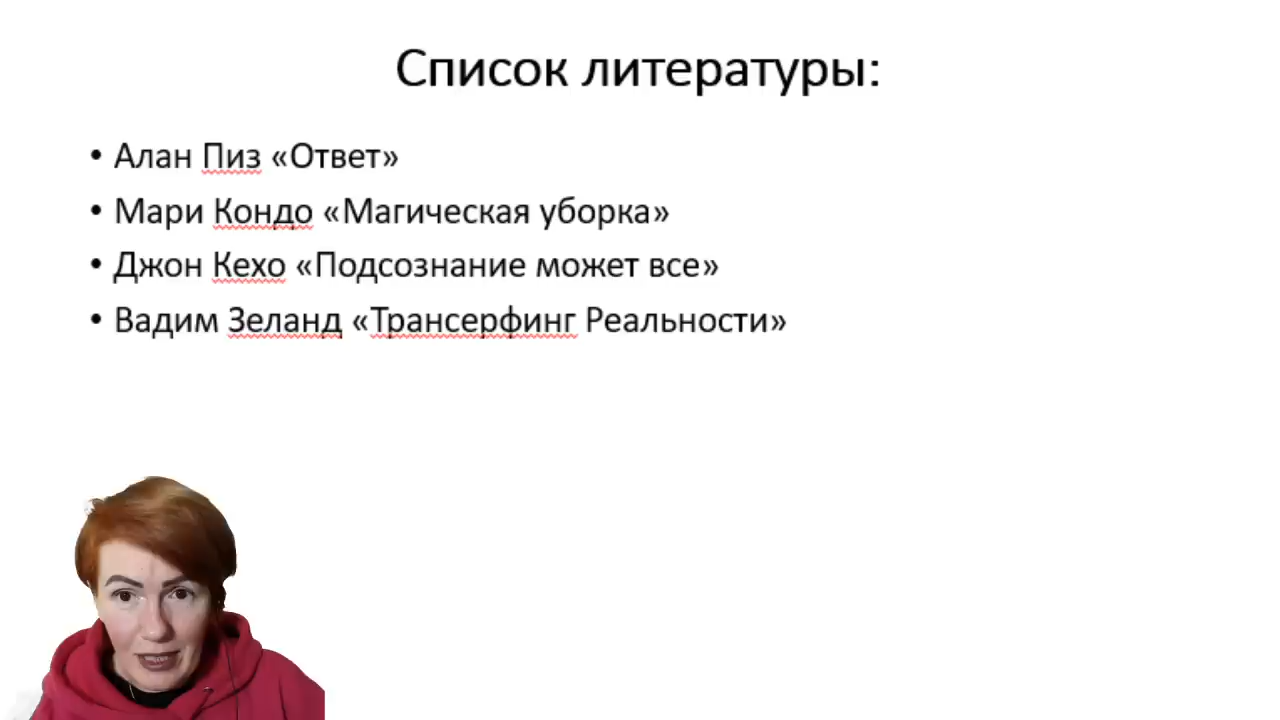 Список литературы:
• Алан Пиз «Ответ»
• Мари Кондо «Магическая уборка»
• Джон Кехо «Подсознание может все»
• Вадим Зеланд «Трансерфинг Реальности»